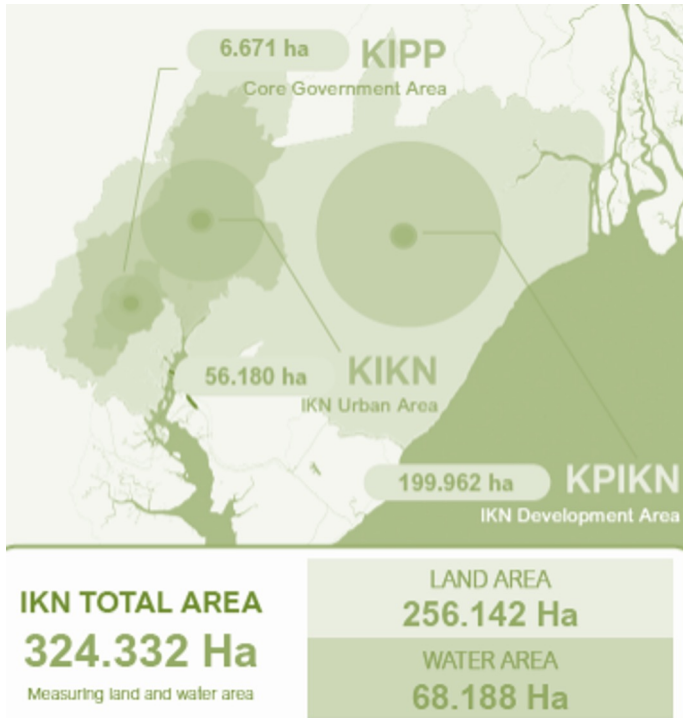 6.671 ha
KIPP
Core Government Area
56.180 ha
KIKN
IKN Urban Area
199.962 ha
KPIKN
IKN Development Area
IKN TOTAL AREA
324.332 Ha
Measuring land and water area
LAND AREA
256.142 Ha
WATER AREA
68.188 Ha